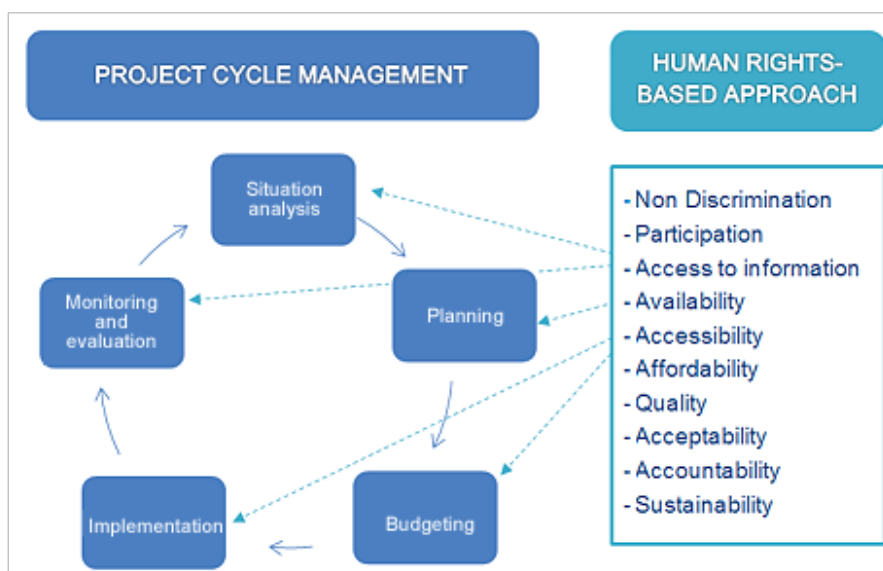 PROJECT CYCLE MANAGEMENT
HUMAN RIGHTS-
BASED APPROACH
Situation
analysis
Planning
Budgeting
Implementation
Monitoring
and
evaluation
- Non Discrimination
- Participation
- Access to information
- Availability
- Accessibility
- Affordability
- Quality
- Acceptability
- Accountability
- Sustainability